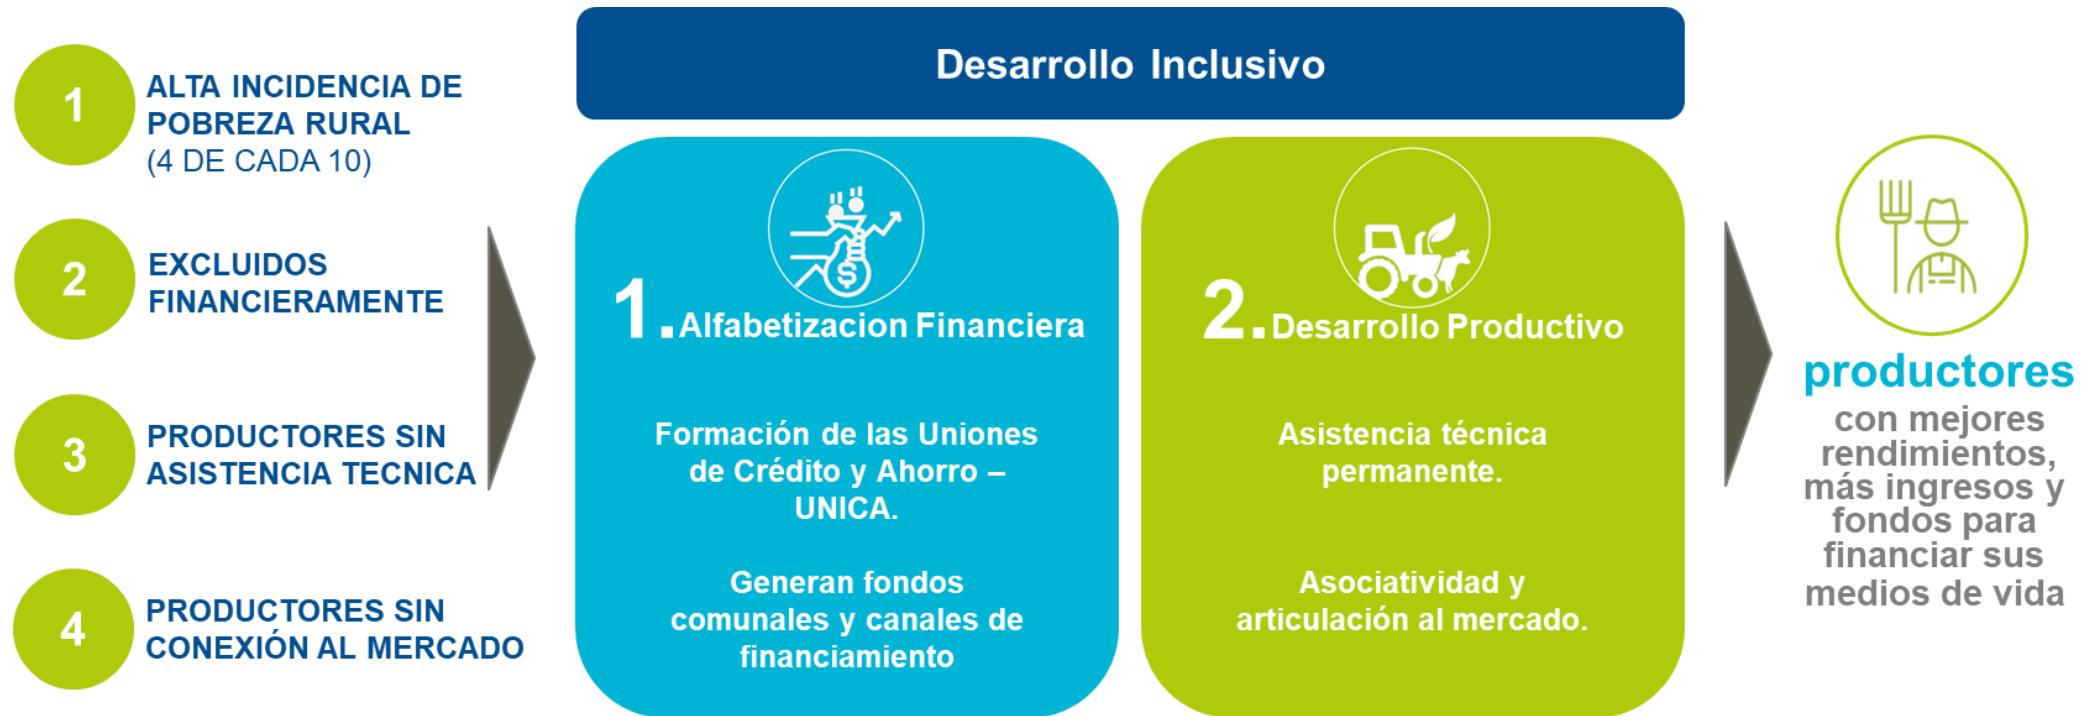 1
ALTA INCIDENCIA DE
POBREZA RURAL
(4 DE CADA 10)
2
EXCLUIDOS
FINANCIERAMENTE
3
PRODUCTORES SIN
ASISTENCIA TECNICA
4
PRODUCTORES SIN
CONEXIÓN AL MERCADO
Desarrollo Inclusivo
$
1.Alfabetizacion Financiera
Formación de las Uniones
de Crédito y Ahorro –
UNICA.
Generan fondos
comunales y canales de
financiamiento
2.Desarrollo Productivo
Asistencia técnica
permanente.
Asociatividad y
articulación al mercado.
productores
con mejores
rendimientos,
más ingresos y
fondos para
financiar sus
medios de vida